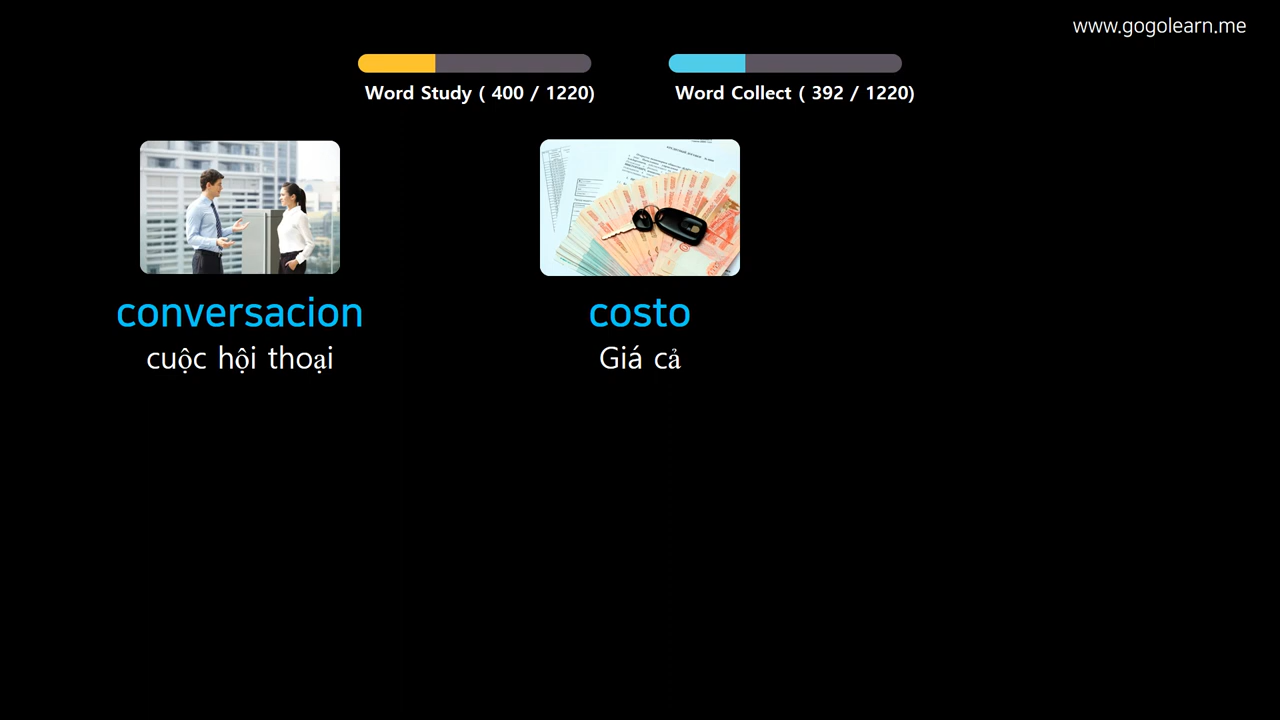 www.gogolearn.me
Word Study ( 400 / 1220)
Word Collect ( 392 / 1220)
conversacion
costo
cuộc hội thoại
Giá cả